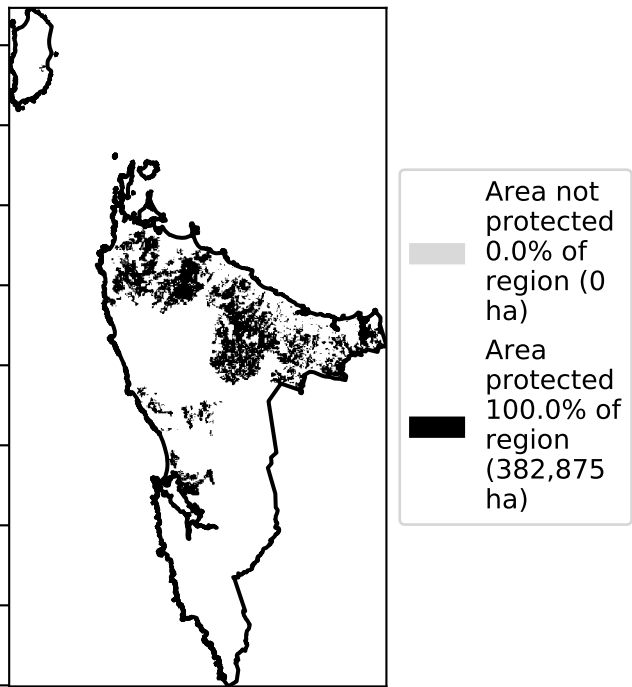 Area not
protected
0.0% of
region (0
ha)
Area
protected
100.0% of
region
(382,875
ha)